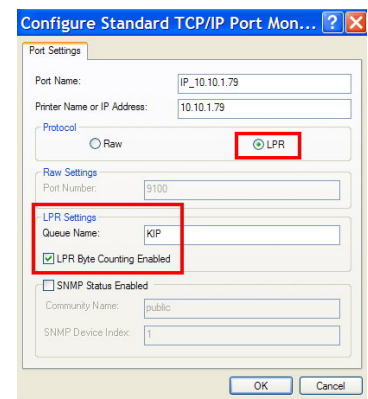 Configure Standard TCP/IP Port Mon...
Port Settings
Port Name: IP_10.10.1.79
Printer Name or IP Address: 10.10.1.79
Protocol
Raw LPR
Raw Settings
Port Number: 9100
LPR Settings
Queue Name: KIP
LPR Byte Counting Enabled
SNMP Status Enabled
Community Name: public
SNMP Device Index: 1
OK Cancel